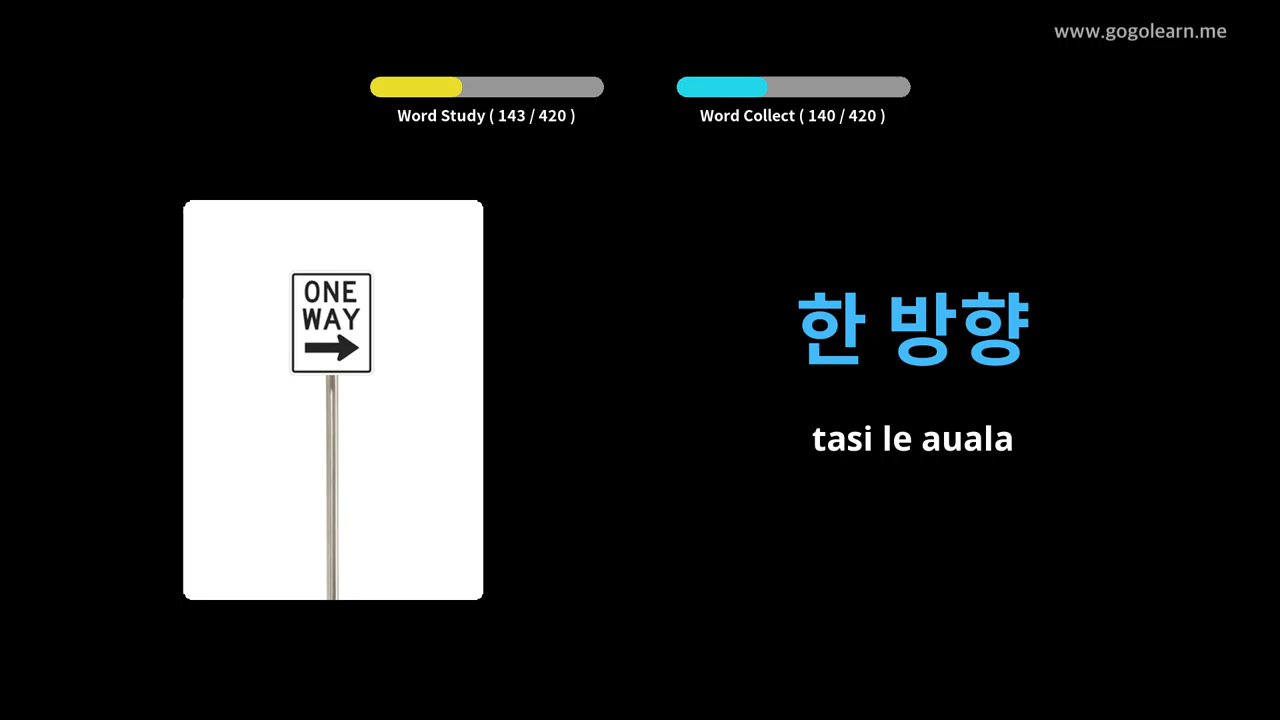 www.gogolearn.me
Word Study ( 143 / 420 )
Word Collect ( 140 / 420 )
ONE
WAY
한 방향
tasi le auala